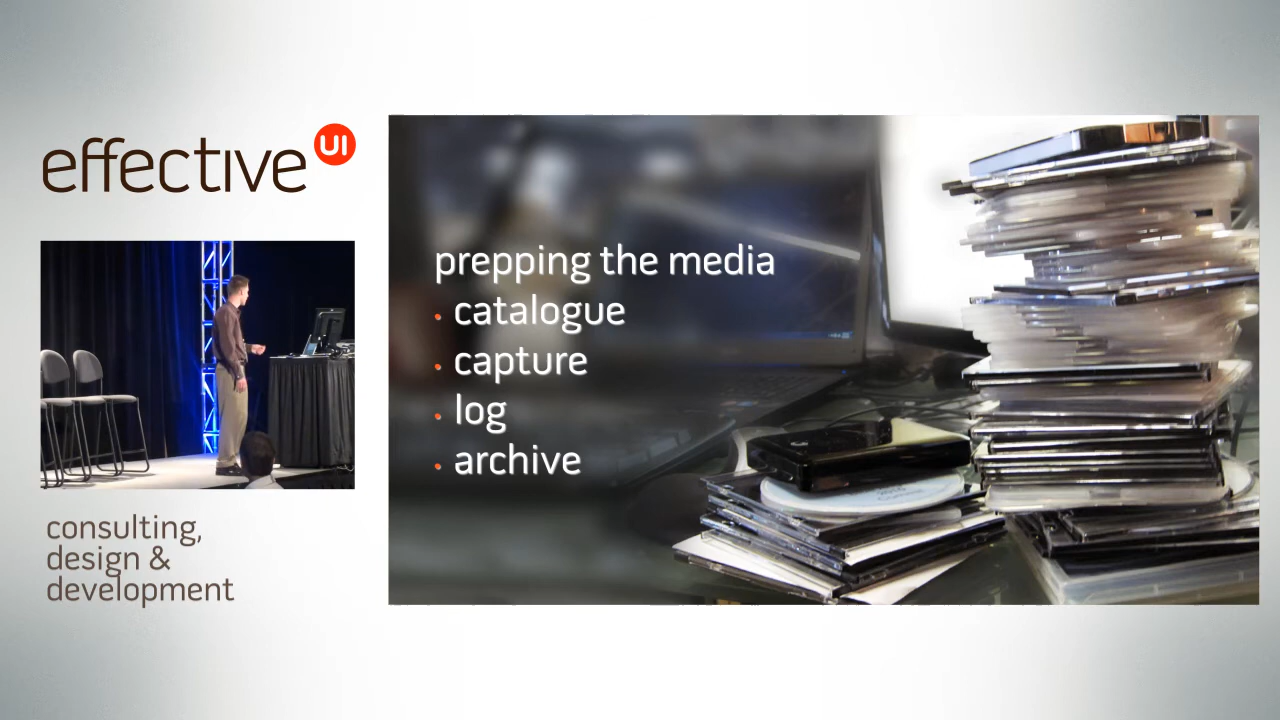 effective UI
consulting,
design &
development
prepping the media
• catalogue
• capture
• log
• archive